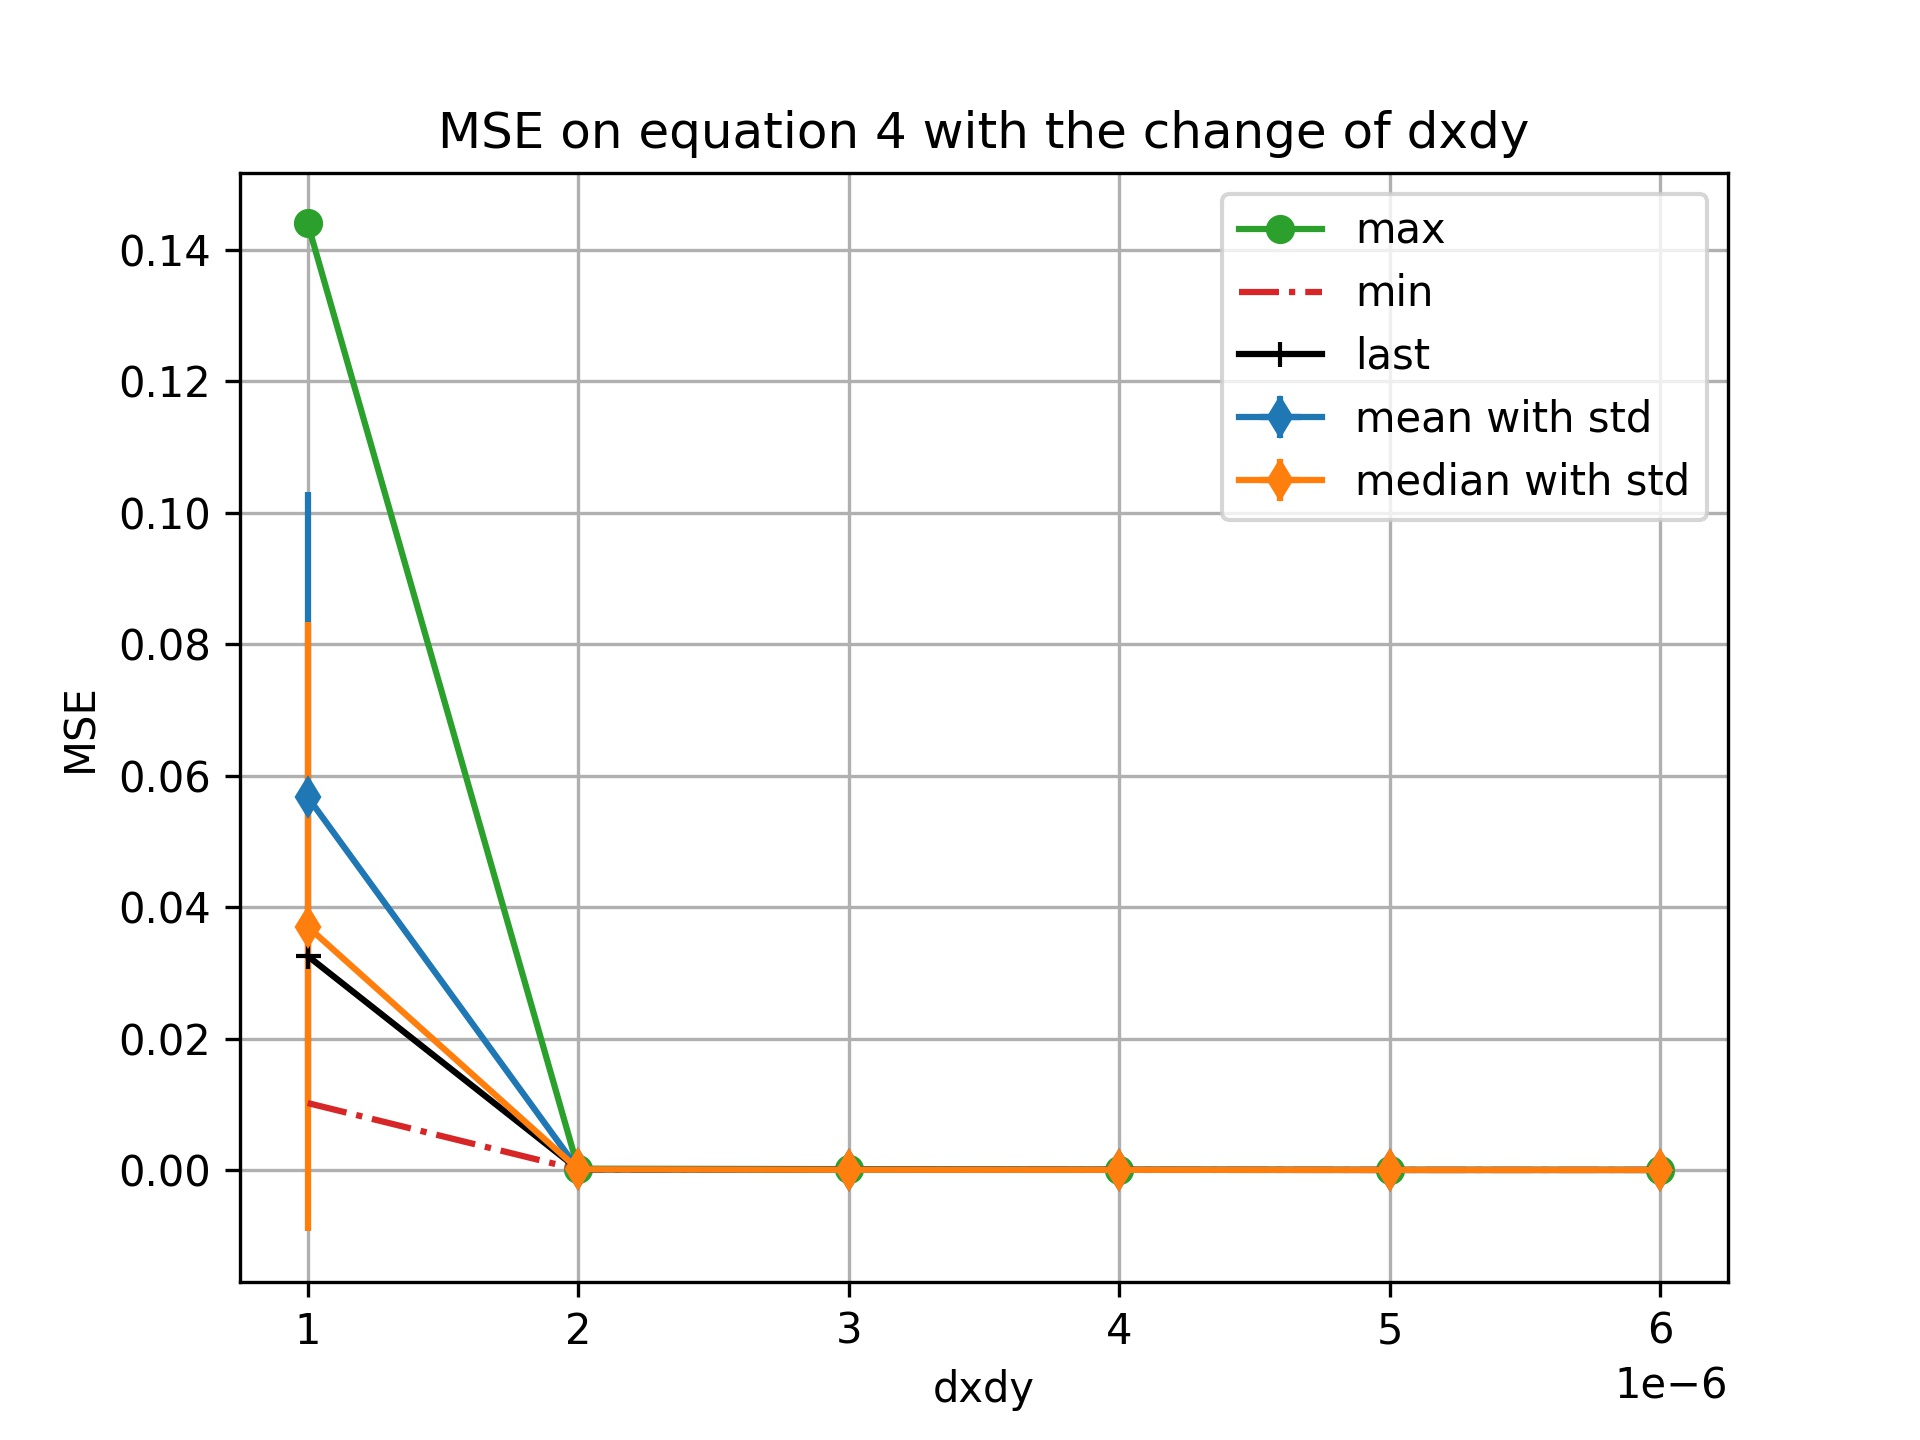 MSE on equation 4 with the change of dxdy
max
min
last
mean with std
median with std
0.14
0.12
0.10
0.08
0.06
0.04
0.02
0.00
MSE
1 2 3 4 5 6
1e−6
dxdy